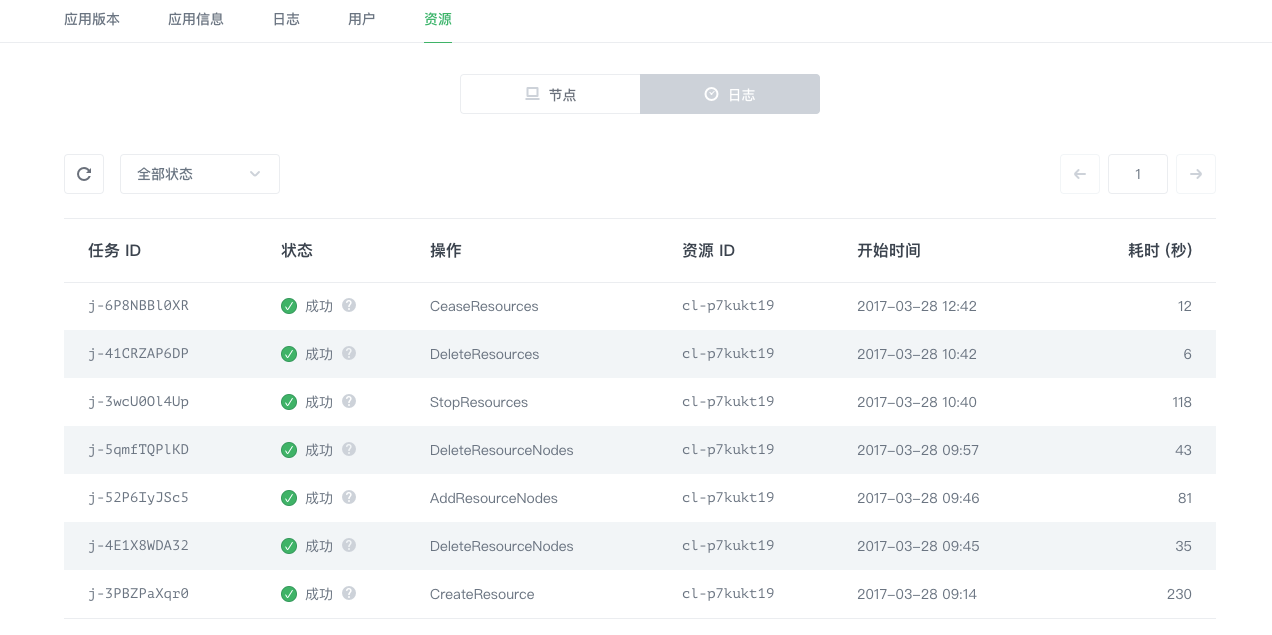 应用版本 应用信息 日志 用户 资源
节点 日志
全部状态 1
任务 ID 状态 操作 资源 ID 开始时间 耗时 (秒)
j-6P8NBBl0XR 成功 ? CeaseResources cl-p7kukt19 2017-03-28 12:42 12
j-41CRZAP6DP 成功 ? DeleteResources cl-p7kukt19 2017-03-28 10:42 6
j-3wcU0Ol4Up 成功 ? StopResources cl-p7kukt19 2017-03-28 10:40 118
j-5qmfTQPlKD 成功 ? DeleteResourceNodes cl-p7kukt19 2017-03-28 09:57 43
j-52P6IyJSc5 成功 ? AddResourceNodes cl-p7kukt19 2017-03-28 09:46 81
j-4E1X8WDA32 成功 ? DeleteResourceNodes cl-p7kukt19 2017-03-28 09:45 35
j-3PBZPaXqr0 成功 ? CreateResource cl-p7kukt19 2017-03-28 09:14 230